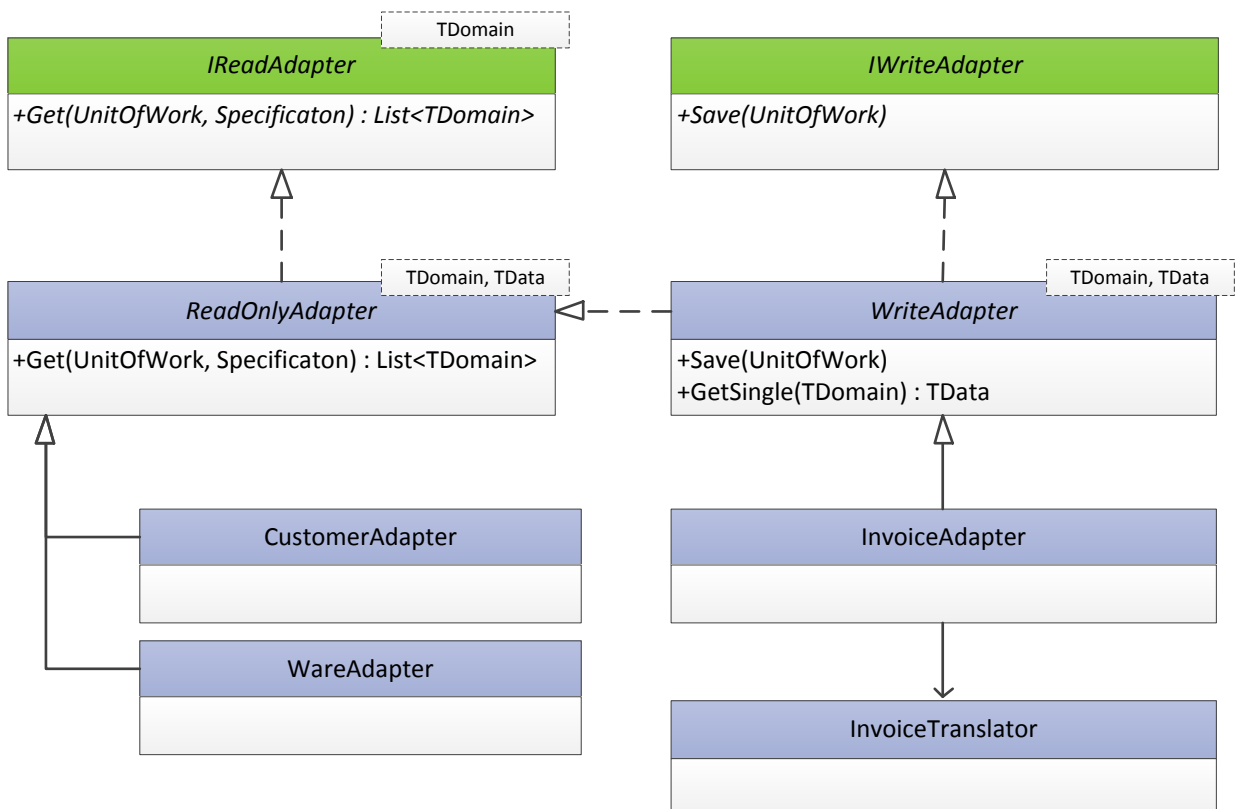 TDomain
IReadAdapter
+Get(UnitOfWork, Specificaton) : List<TDomain>
IWriteAdapter
+Save(UnitOfWork)
TDomain, TData
ReadOnlyAdapter
+Get(UnitOfWork, Specificaton) : List<TDomain>
TDomain, TData
WriteAdapter
+Save(UnitOfWork)
+GetSingle(TDomain) : TData
CustomerAdapter
InvoiceAdapter
WareAdapter
InvoiceTranslator